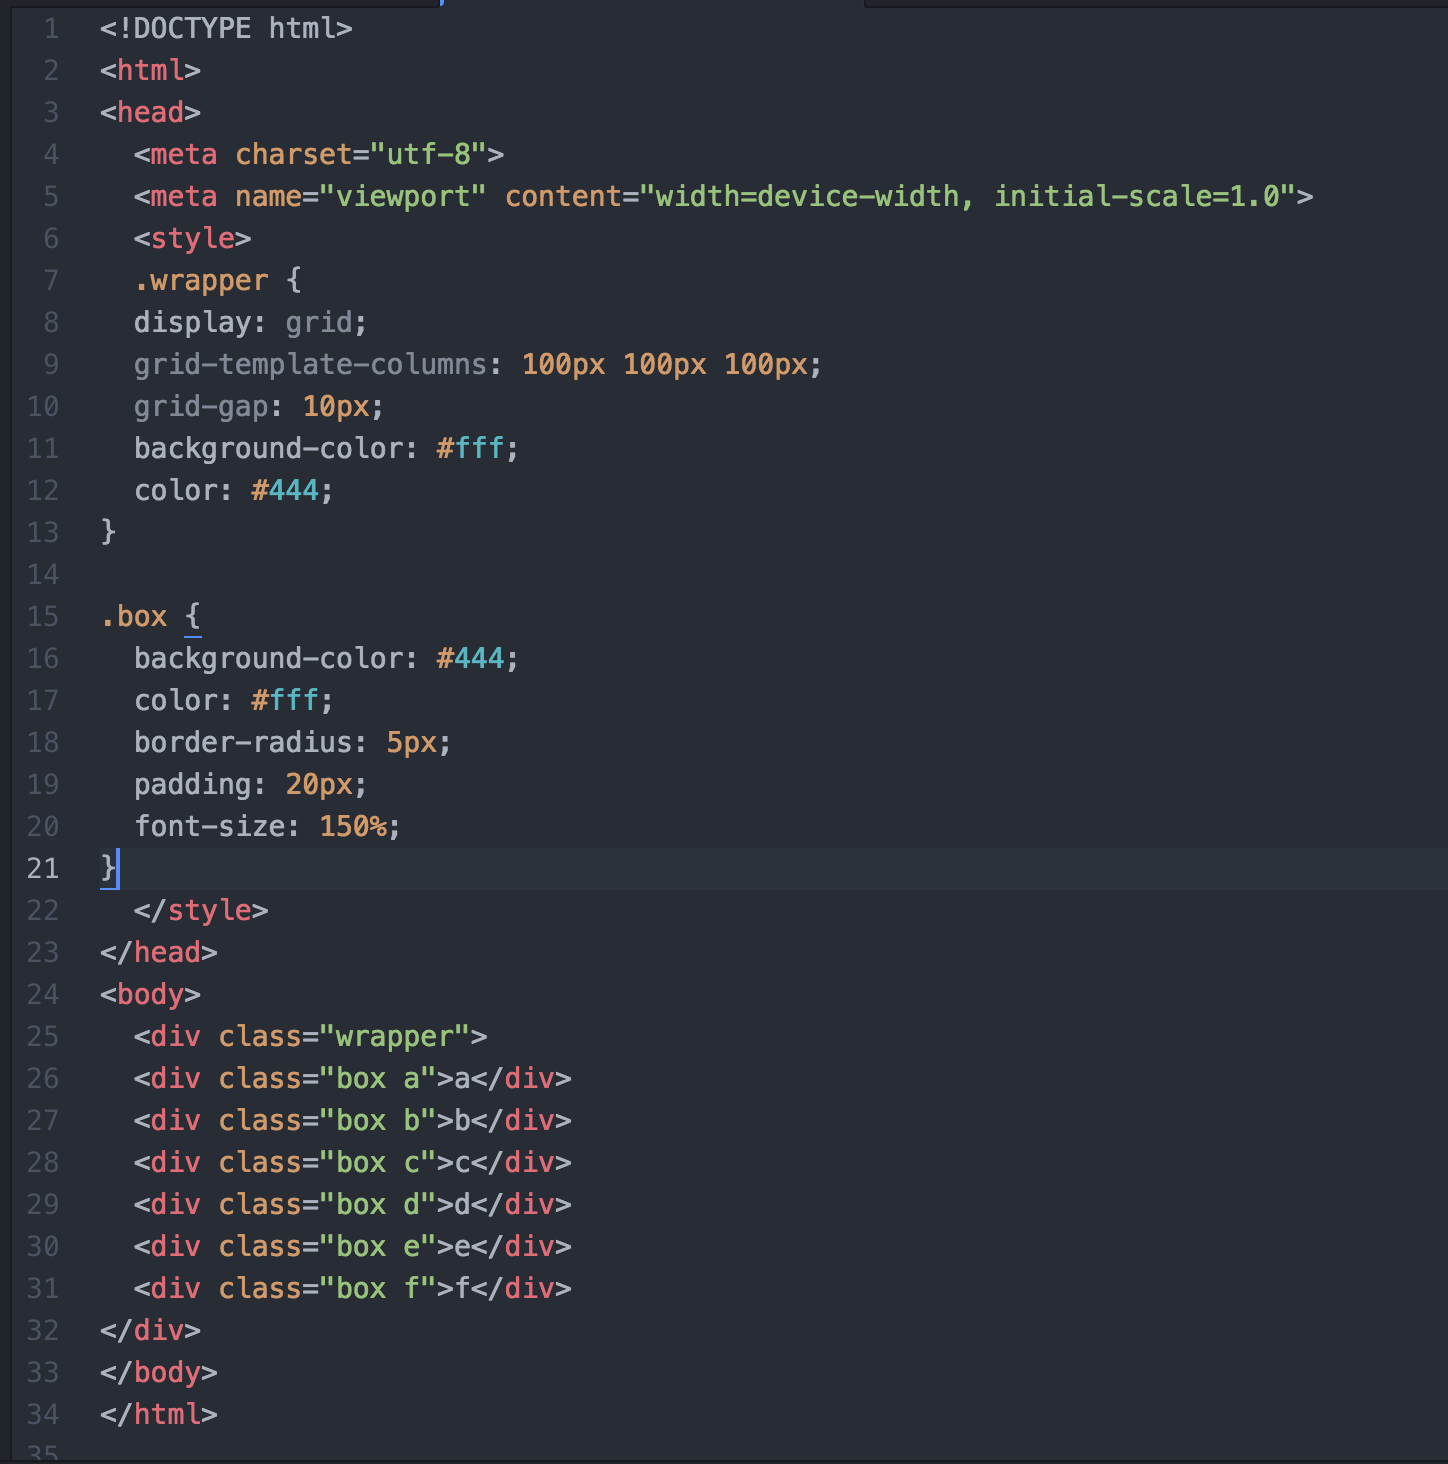 1 <!DOCTYPE html>
2 <html>
3 <head>
4   <meta charset="utf-8">
5   <meta name="viewport" content="width=device-width, initial-scale=1.0">
6   <style>
7   .wrapper {
8   display: grid;
9   grid-template-columns: 100px 100px 100px;
10   grid-gap: 10px;
11   background-color: #fff;
12   color: #444;
13 }
14
15 .box {
16   background-color: #444;
17   color: #fff;
18   border-radius: 5px;
19   padding: 20px;
20   font-size: 150%;
21 }
22   </style>
23 </head>
24 <body>
25   <div class="wrapper">
26   <div class="box a">a</div>
27   <div class="box b">b</div>
28   <div class="box c">c</div>
29   <div class="box d">d</div>
30   <div class="box e">e</div>
31   <div class="box f">f</div>
32 </div>
33 </body>
34 </html>
35